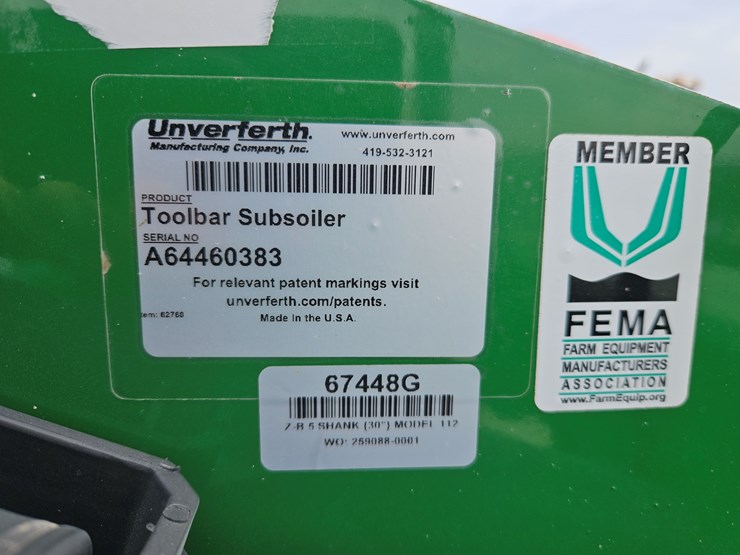 Unverferth.
Manufacturing Company, Inc.
www.unverferth.com
419-532-3121
PRODUCT
Toolbar Subsoiler
SERIAL NO
A64460383
For relevant patent markings visit
unverferth.com/patents.
Made in the U.S.A.
MEMBER
FEMA
FARM EQUIPMENT
MANUFACTURERS
ASSOCIATION
www.FarmEquip.org
67448G
Z-B 5 SHANK (30") MODEL 112
WO: 259088-0001